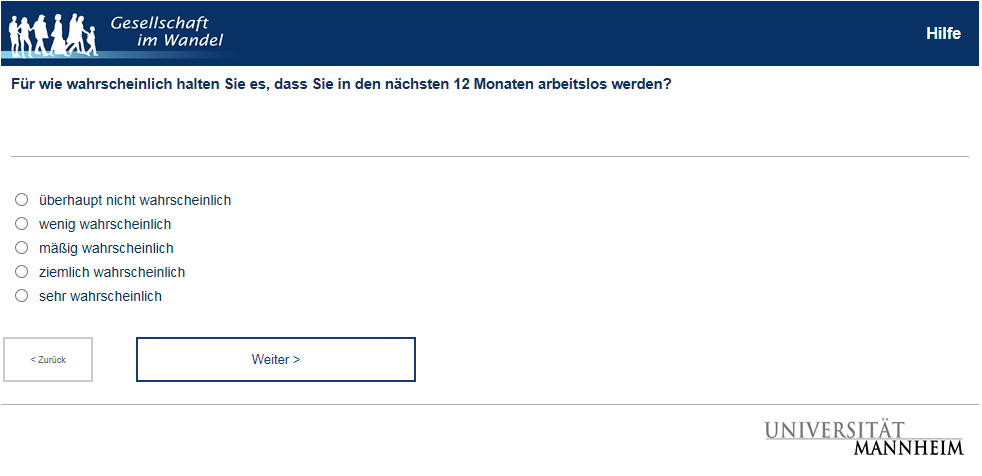 Gesellschaft
im Wandel
Hilfe
Für wie wahrscheinlich halten Sie es, dass Sie in den nächsten 12 Monaten arbeitslos werden?
überhaupt nicht wahrscheinlich
wenig wahrscheinlich
mäßig wahrscheinlich
ziemlich wahrscheinlich
sehr wahrscheinlich
< Zurück
Weiter >
UNIVERSITÄT
MANNHEIM